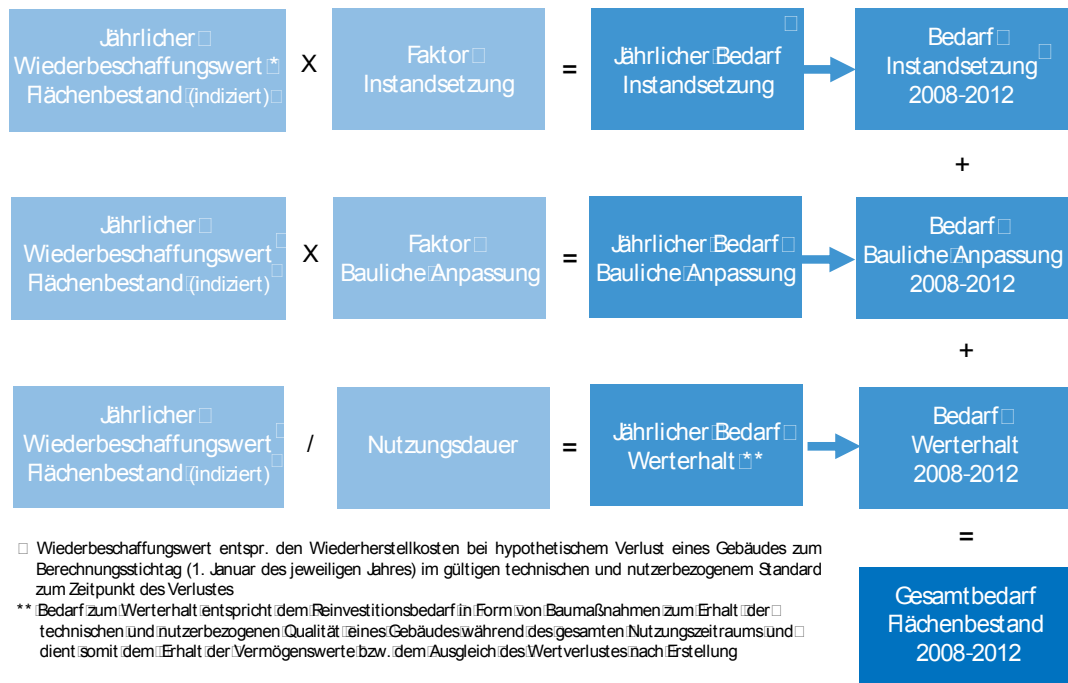 Jährlicher
Wiederbeschaffungswert *
Flächenbestand (indiziert)
X
Faktor
Instandsetzung
=
Jährlicher Bedarf
Instandsetzung
Bedarf
Instandsetzung
2008-2012
+
Jährlicher
Wiederbeschaffungswert
Flächenbestand (indiziert)
X
Faktor
Bauliche Anpassung
=
Jährlicher Bedarf
Bauliche Anpassung
Bedarf
Bauliche Anpassung
2008-2012
+
Jährlicher
Wiederbeschaffungswert
Flächenbestand (indiziert)
/
Nutzungsdauer
=
Jährlicher Bedarf
Werterhalt **
Bedarf
Werterhalt
2008-2012
=
Gesamtbedarf
Flächenbestand
2008-2012
Wiederbeschaffungswert entspr. den Wiederherstellkosten bei hypothetischem Verlust eines Gebäudes zum
Berechnungsstichtag (1. Januar des jeweiligen Jahres) im gültigen technischen und nutzerbezogenem Standard
zum Zeitpunkt des Verlustes
** Bedarf zum Werterhalt entspricht dem Reinvestitionsbedarf in Form von Baumaßnahmen zum Erhalt der
technischen und nutzerbezogenen Qualität eines Gebäudes während des gesamten Nutzungszeitraums und
dient somit dem Erhalt der Vermögenswerte bzw. dem Ausgleich des Wertverlustes nach Erstellung